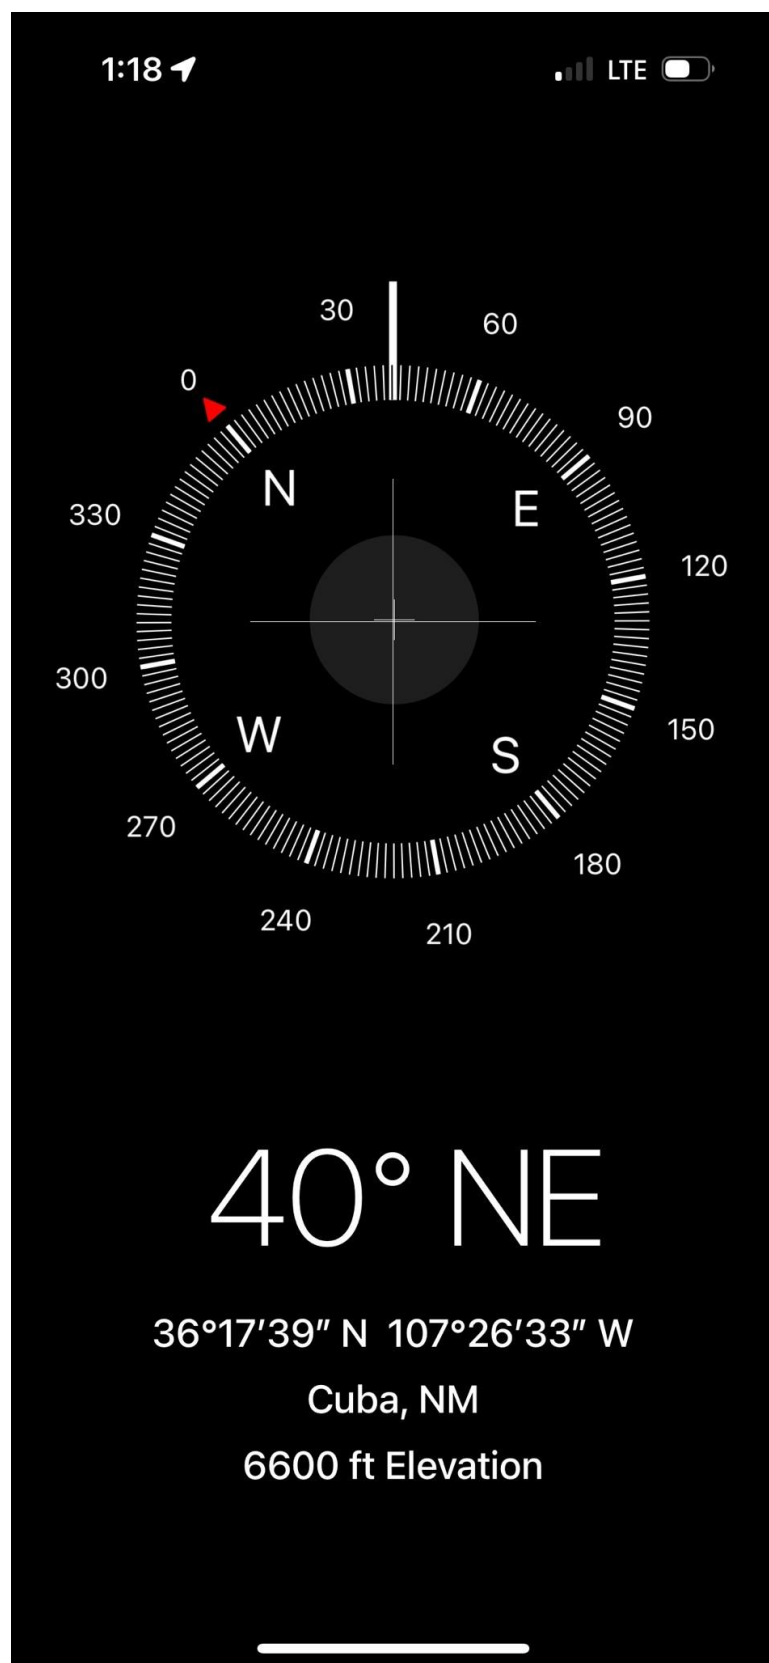 1:18 LTE
30 60
0 90
N E
330 120
300 150
W S
270 180
240 210
40° NE
36°17’39” N 107°26’33” W
Cuba, NM
6600 ft Elevation